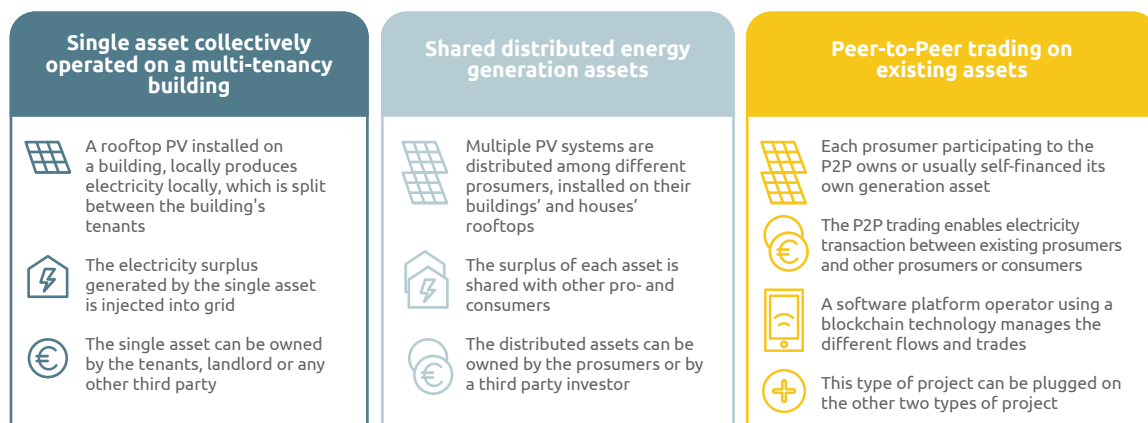 Single asset collectively
operated on a multi-tenancy
building
A rooftop PV installed on
a building, locally produces
electricity locally, which is split
between the building's
tenants
The electricity surplus
generated by the single asset
is injected into grid
The single asset can be owned
by the tenants, landlord or any
other third party
Shared distributed energy
generation assets
Multiple PV systems are
distributed among different
prosumers, installed on their
buildings’ and houses’
rooftops
The surplus of each asset is
shared with other pro- and
consumers
The distributed assets can be
owned by the prosumers or by
a third party investor
Peer-to-Peer trading on
existing assets
Each prosumer participating to the
P2P owns or usually self-financed its
own generation asset
The P2P trading enables electricity
transaction between existing prosumers
and other prosumers or consumers
A software platform operator using a
blockchain technology manages the
different flows and trades
This type of project can be plugged on
the other two types of project